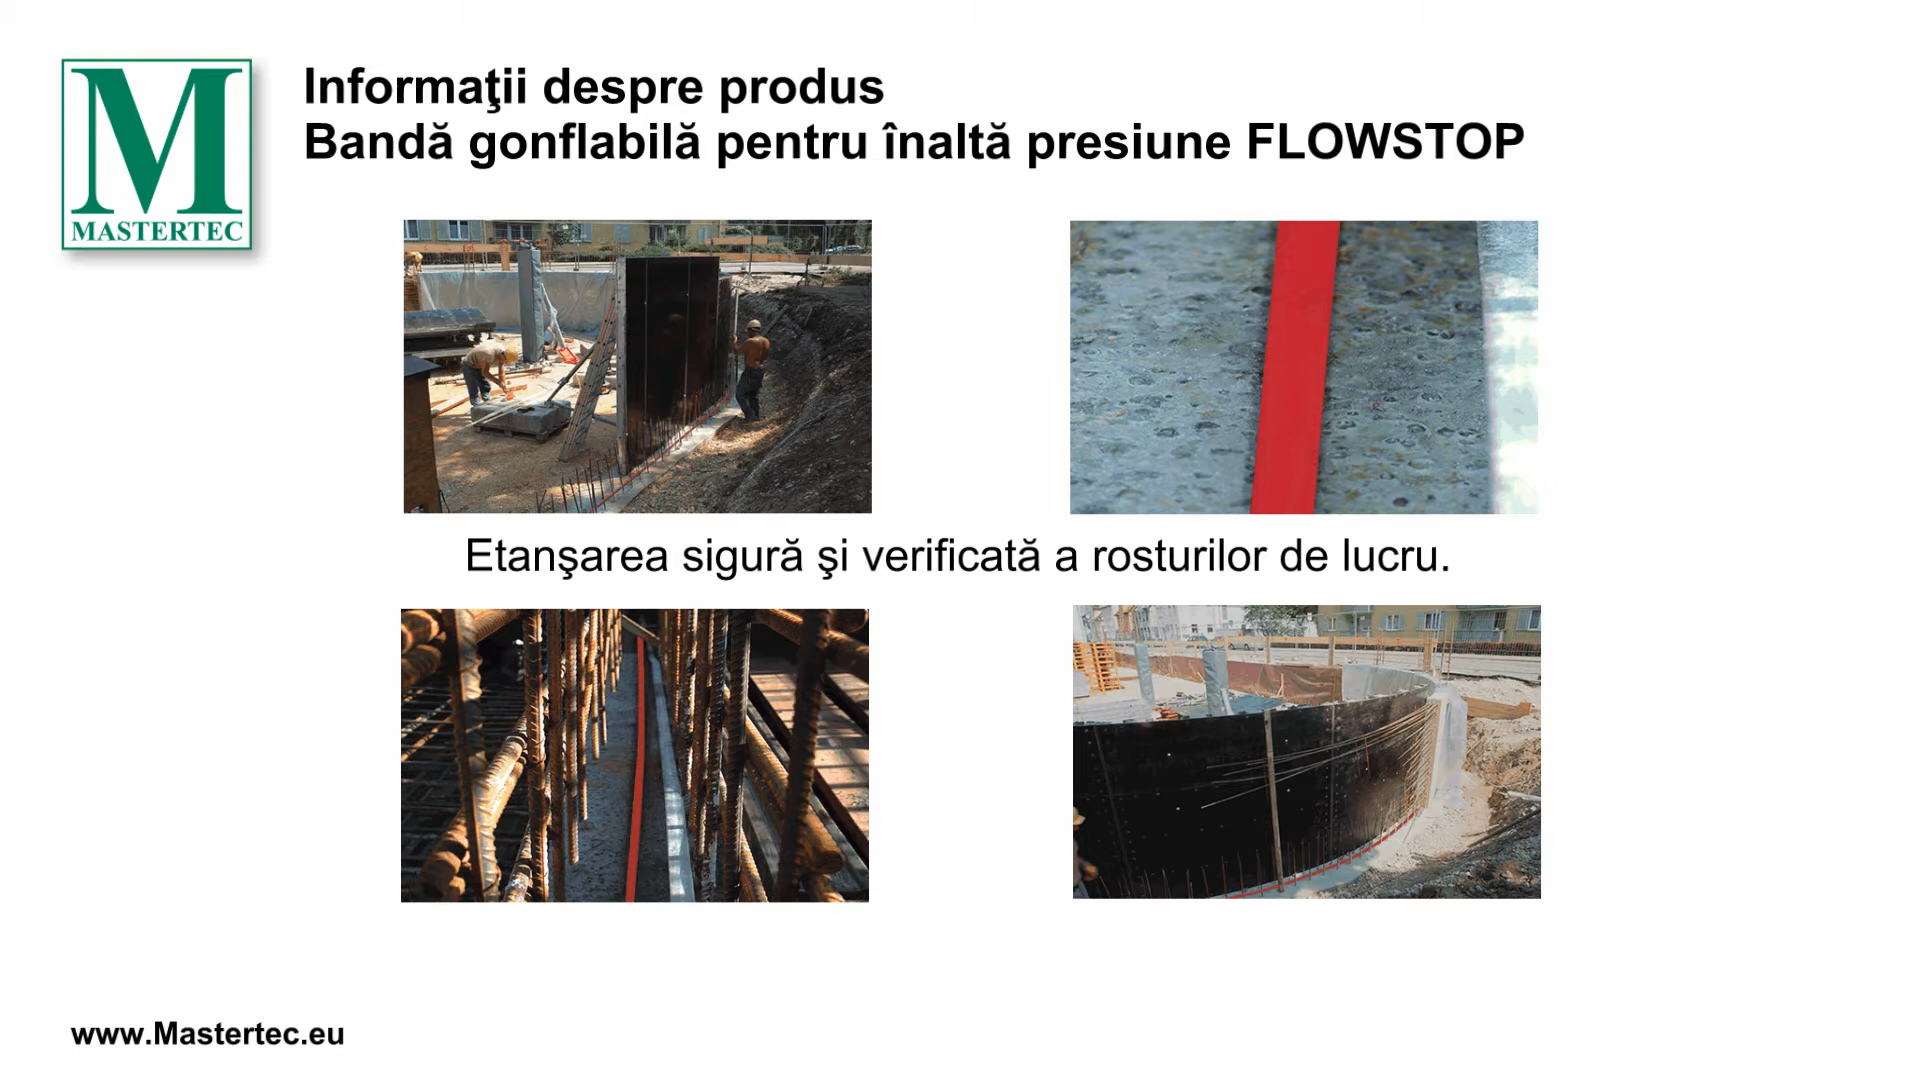 M
MASTERTEC
Informaţii despre produs
Bandă gonflabilă pentru înaltă presiune FLOWSTOP
Etanşarea sigură şi verificată a rosturilor de lucru.
www.Mastertec.eu